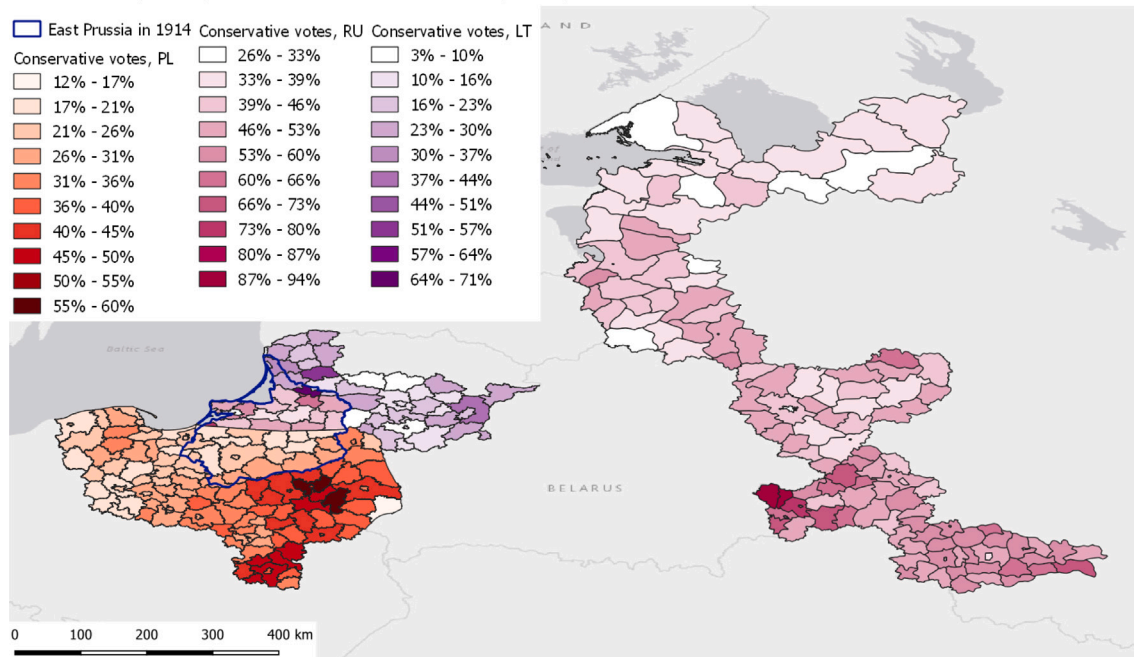 East Prussia in 1914
Conservative votes, PL
12% - 17%
17% - 21%
21% - 26%
26% - 31%
31% - 36%
36% - 40%
40% - 45%
45% - 50%
50% - 55%
55% - 60%
Conservative votes, RU
26% - 33%
33% - 39%
39% - 46%
46% - 53%
53% - 60%
60% - 66%
66% - 73%
73% - 80%
80% - 87%
87% - 94%
Conservative votes, LT
3% - 10%
10% - 16%
16% - 23%
23% - 30%
30% - 37%
37% - 44%
44% - 51%
51% - 57%
57% - 64%
64% - 71%
AND
Baltic Sea
BELARUS
0 100 200 300 400 km